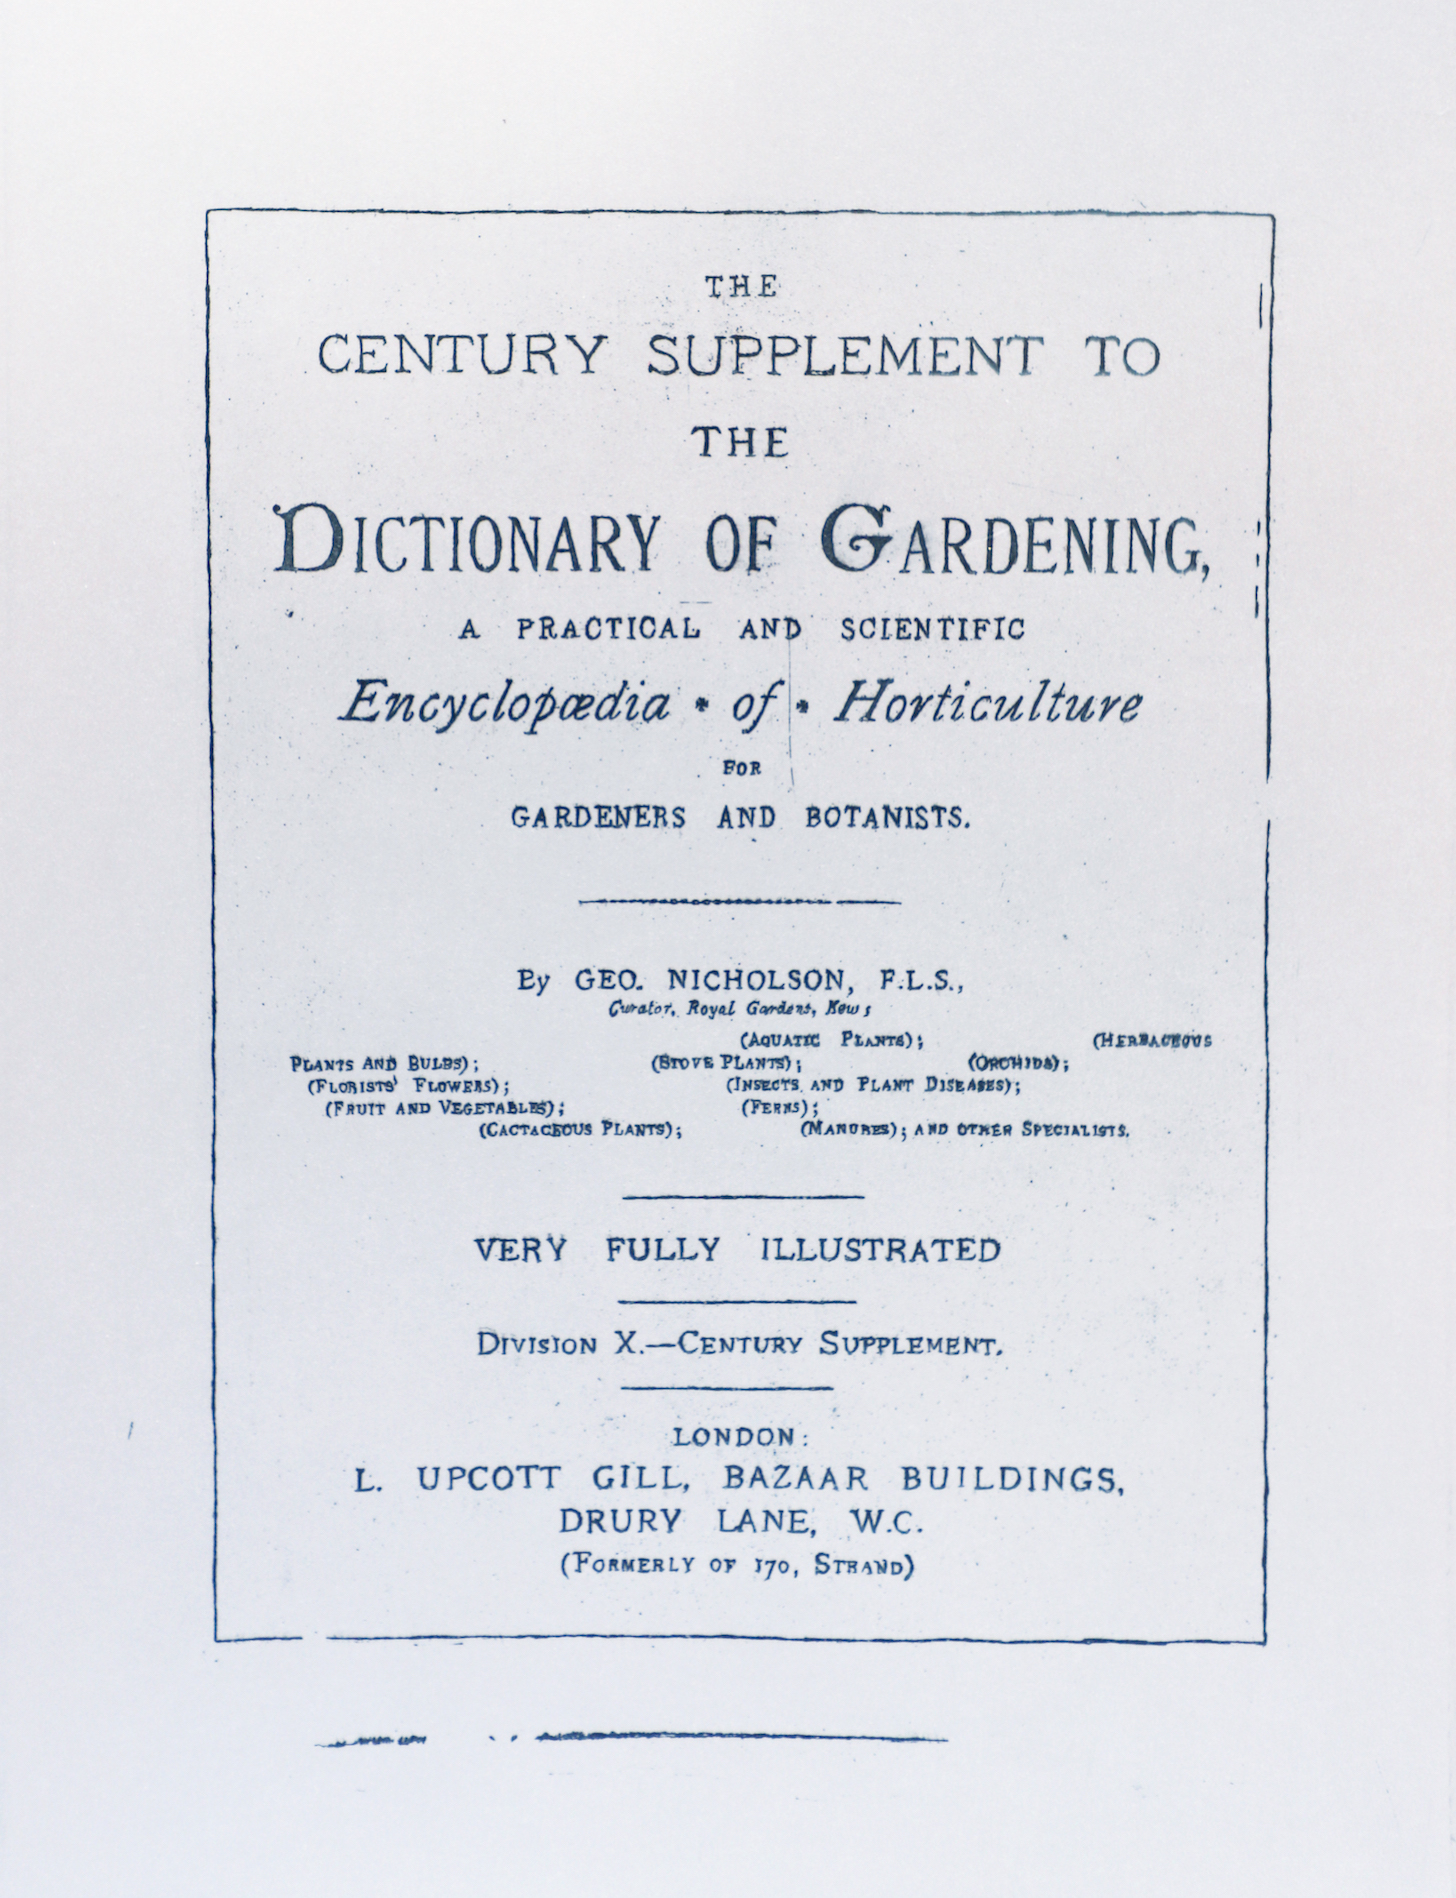 THE
CENTURY SUPPLEMENT TO
THE
DICTIONARY OF GARDENING,
A PRACTICAL AND SCIENTIFIC
Encyclopædia • of • Horticulture
FOR
GARDENERS AND BOTANISTS.
By GEO. NICHOLSON, F.L.S.,
Curator, Royal Gardens, Kew;
(AQUATIC PLANTS); (HERBACEOUS
PLANTS AND BULBS); (STOVE PLANTS); (ORCHIDS);
(FLORISTS' FLOWERS); (INSECTS AND PLANT DISEASES);
(FRUIT AND VEGETABLES); (FERNS);
(CACTACEOUS PLANTS); (MANURES); AND OTHER SPECIALISTS.
VERY FULLY ILLUSTRATED
DIVISION X.—CENTURY SUPPLEMENT.
LONDON:
L. UPCOTT GILL, BAZAAR BUILDINGS,
DRURY LANE, W.C.
(FORMERLY OF 170, STRAND)